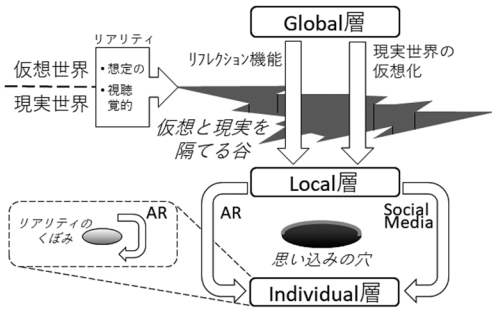 Global層
リアリティ
・想定の
・視聴
覚的
仮想世界
現実世界
リフレクション機能
現実世界の
仮想化
仮想と現実を
隔てる谷
Local層
AR
Social
Media
思い込みの穴
リアリティの
くぼみ
AR
Individual層